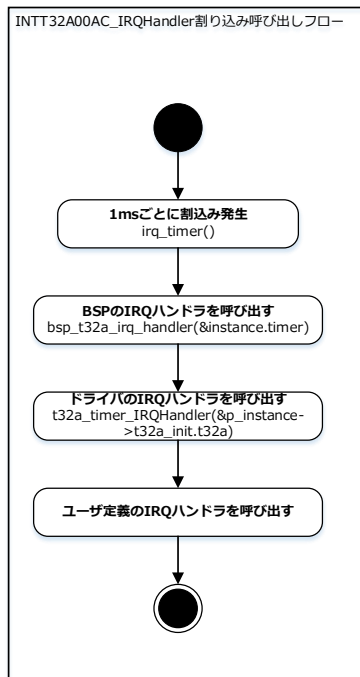 INTT32A00AC_IRQHandler割り込み呼び出しフロー
1msごとに割込み発生
irq_timer()
BSPのIRQハンドラを呼び出す
bsp_t32a_irq_handler(&instance.timer)
ドライバのIRQハンドラを呼び出す
t32a_timer_IRQHandler(&p_instance-
>t32a_init.t32a)
ユーザ定義のIRQハンドラを呼び出す